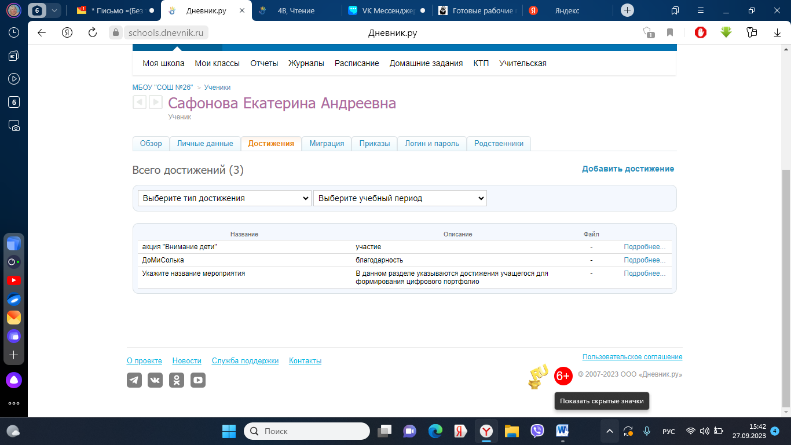 6
* Письмо «(Без
Дневник.ру
4В, Чтение
VK Мессендже
Готовые рабочие
Яндекс
schools.dnevnik.ru
Дневник.ру
Моя школа Мои классы Отчеты Журналы Расписание Домашние задания КТП Учительская
МБОУ "СОШ №26" Ученики
Сафонова Екатерина Андреевна
Ученик
Обзор Личные данные Достижения Миграция Приказы Логин и пароль Родственники
Всего достижений (3)
Добавить достижение
Выберите тип достижения
Выберите учебный период
Название Описание Файл
акция "Внимание дети" участие - Подробнее...
ДоМиСолька благодарность - Подробнее...
Укажите название мероприятия В данном разделе указываются достижения учащегося для - Подробнее...
формирования цифрового портфолио
О проекте Новости Служба поддержки Контакты
Пользовательское соглашение
6+
© 2007-2023 ООО «Дневник.ру»
Показать скрытые значки
Поиск
РУС
15:42
27.09.2023
4